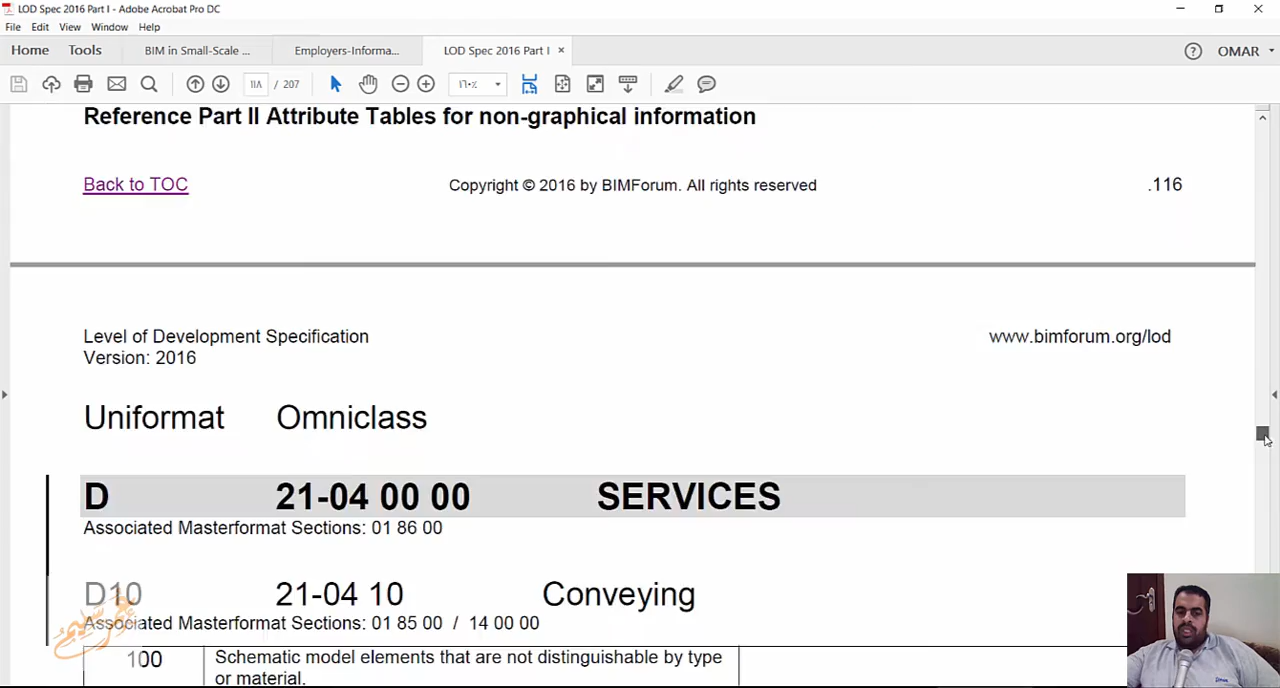 LOD Spec 2016 Part I - Adobe Acrobat Pro DC
File Edit View Window Help
Home Tools BIM in Small-Scale ... Employers-Informa... LOD Spec 2016 Part I × OMAR
١١٨ / 207 ١٦٠٪
Reference Part II Attribute Tables for non-graphical information
Back to TOC Copyright © 2016 by BIMForum. All rights reserved .116
Level of Development Specification www.bimforum.org/lod
Version: 2016
Uniformat Omniclass
D 21-04 00 00 SERVICES
Associated Masterformat Sections: 01 86 00
D10 21-04 10 Conveying
Associated Masterformat Sections: 01 85 00 / 14 00 00
100 Schematic model elements that are not distinguishable by type
or material.